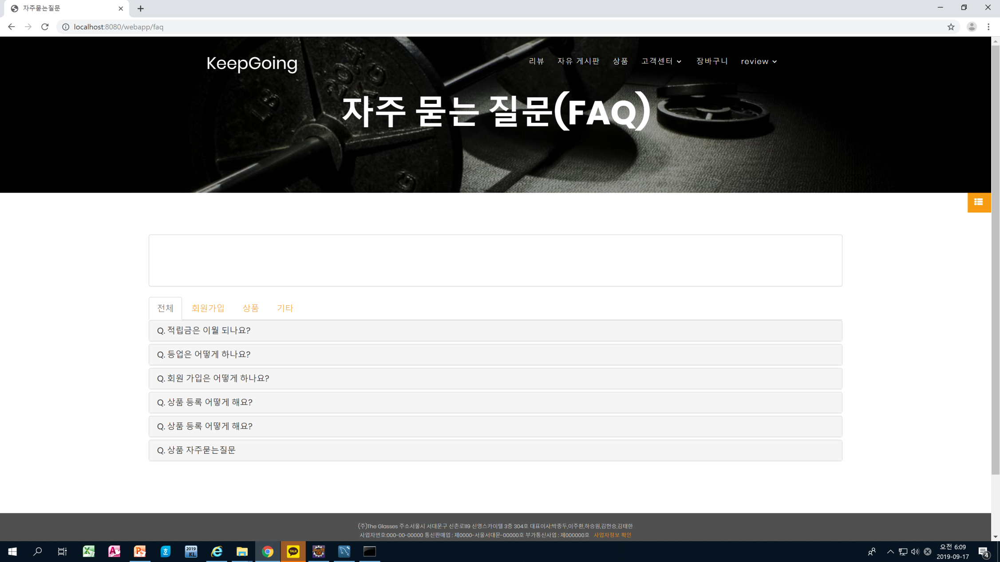 자주묻는질문
localhost:8080/webapp/faq
KeepGoing
리뷰 자유 게시판 상품 고객센터 장바구니 review
자주 묻는 질문(FAQ)
전체 회원가입 상품 기타
Q. 적립금은 이월 되나요?
Q. 등업은 어떻게 하나요?
Q. 회원 가입은 어떻게 하나요?
Q. 상품 등록 어떻게 해요?
Q. 상품 등록 어떻게 해요?
Q. 상품 자주묻는질문
(주)The Glasses 주소서울시 서대문구 신촌로119 신영스카이텔 3층 304호 대표이사:박종두,이주환,하승원,김헌승,김태한
사업자번호:000-00-00000 통신판매업 : 제0000-서울서대문-00000호 부가통신사업 : 제000000호 사업자정보 확인
2019
KL
TALK
Java EE
IDE
오전 6:09
2019-09-17
4